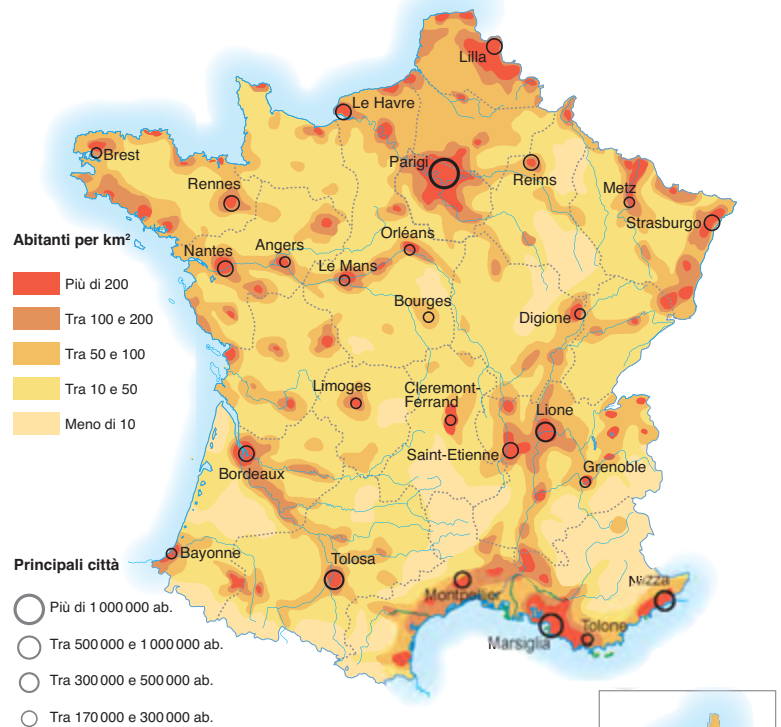 Lilla
Le Havre
Parigi
Brest
Reims
Rennes
Metz
Strasburgo
Abitanti per km²
Orléans
Nantes
Angers
Le Mans
Più di 200
Bourges
Tra 100 e 200
Digione
Tra 50 e 100
Tra 10 e 50
Limoges
Cleremont-
Ferrand
Meno di 10
Lione
Saint-Etienne
Grenoble
Bordeaux
Bayonne
Tolosa
Principali città
Nizza
Montpellier
Più di 1 000 000 ab.
Marsiglia
Tolone
Tra 500 000 e 1 000 000 ab.
Tra 300 000 e 500 000 ab.
Tra 170 000 e 300 000 ab.